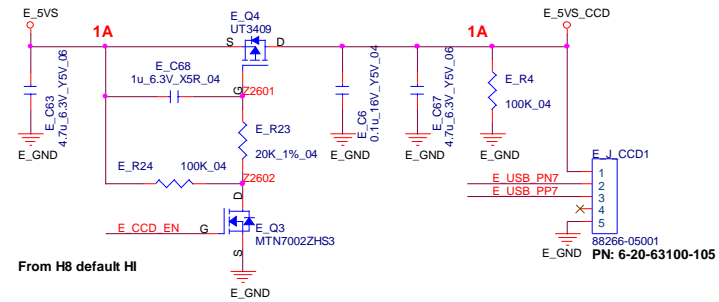 E_5VS
E_Q4
E_5VS_CCD
1A
UT3409
1A
S
D
E_C68
1u_6.3V_X5R_04
G
Z2601
E_C63
4.7u_6.3V_Y5V_06
E_C6
0.1u_16V_Y5V_04
E_C67
4.7u_6.3V_Y5V_06
E_R4
100K_04
E_GND
E_R23
20K_1%_04
E_GND
E_GND
E_GND
E_J_CCD1
E_R24
100K_04
Z2602
E_USB_PN7
E_USB_PP7
1
2
3
4
5
D
E_CCD_EN
G
E_Q3
MTN7002ZHS3
S
88266-05001
E_GND
PN: 6-20-63100-105
From H8 default HI
E_GND